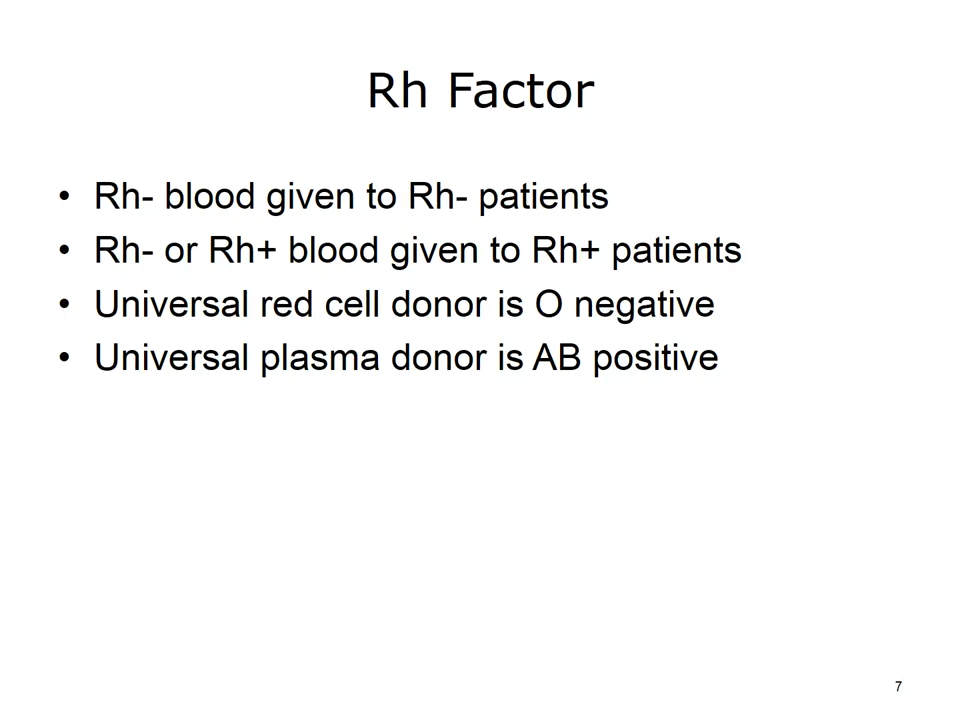 Rh Factor
• Rh- blood given to Rh- patients
• Rh- or Rh+ blood given to Rh+ patients
• Universal red cell donor is O negative
• Universal plasma donor is AB positive
7